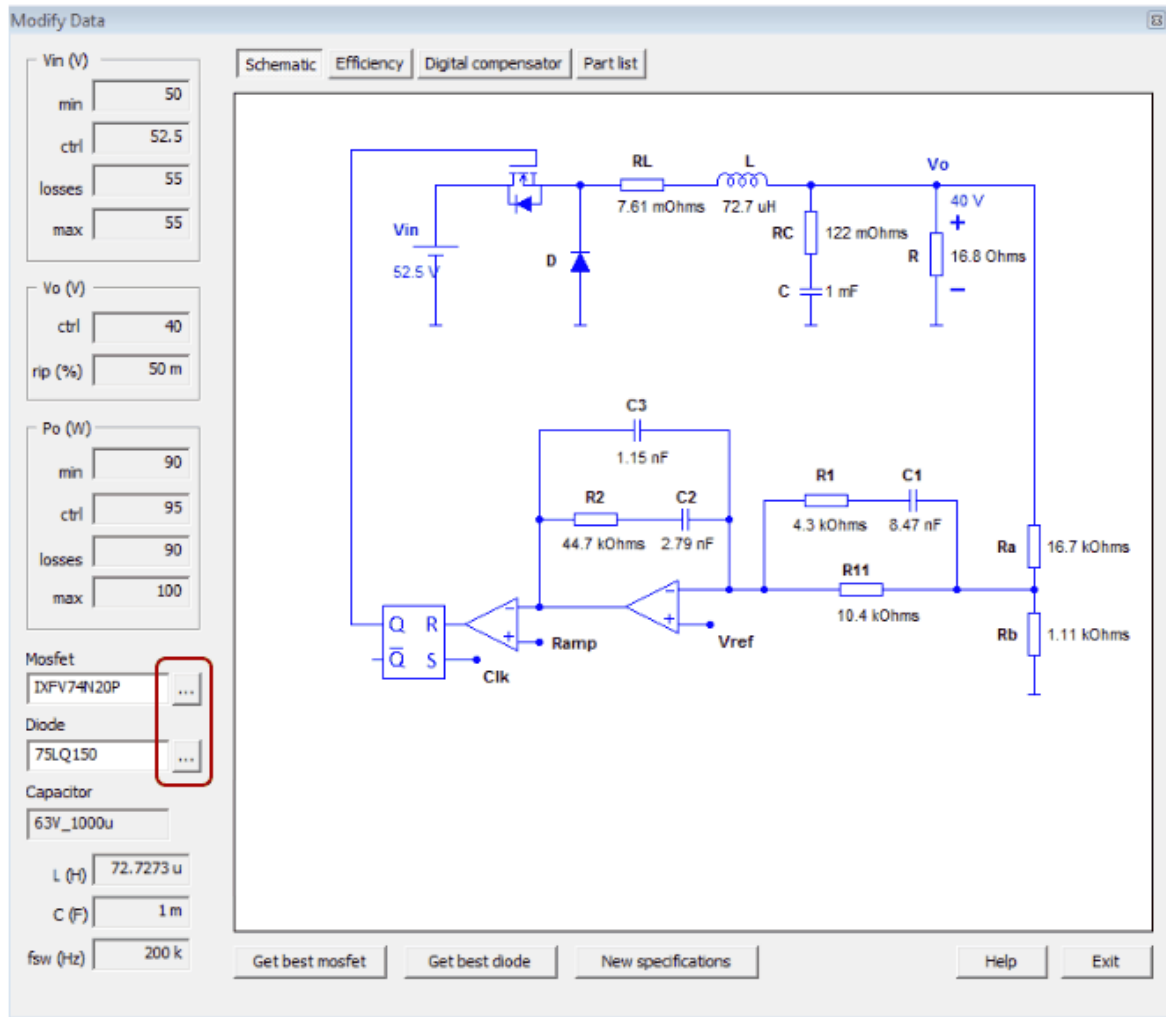 Modify Data
Vin (V)
min 50
ctrl 52.5
losses 55
max 55
Vo (V)
ctrl 40
rip (%) 50 m
Po (W)
min 90
ctrl 95
losses 90
max 100
Mosfet
IXFV74N20P ...
Diode
75LQ150 ...
Capacitor
63V_1000u
L (H) 72.7273 u
C (F) 1 m
fsw (Hz) 200 k
Schematic Efficiency Digital compensator Part list
RL L Vo
7.61 mOhms 72.7 uH 40 V
Vin RC 122 mOhms +
52.5 V D R 16.8 Ohms
C 1 mF −
C3
1.15 nF
R2 C2 R1 C1
44.7 kOhms 2.79 nF 4.3 kOhms 8.47 nF
Ra 16.7 kOhms
R11
10.4 kOhms
Rb 1.11 kOhms
Q R − −
Q S + Ramp + Vref
Clk
Get best mosfet Get best diode New specifications Help Exit